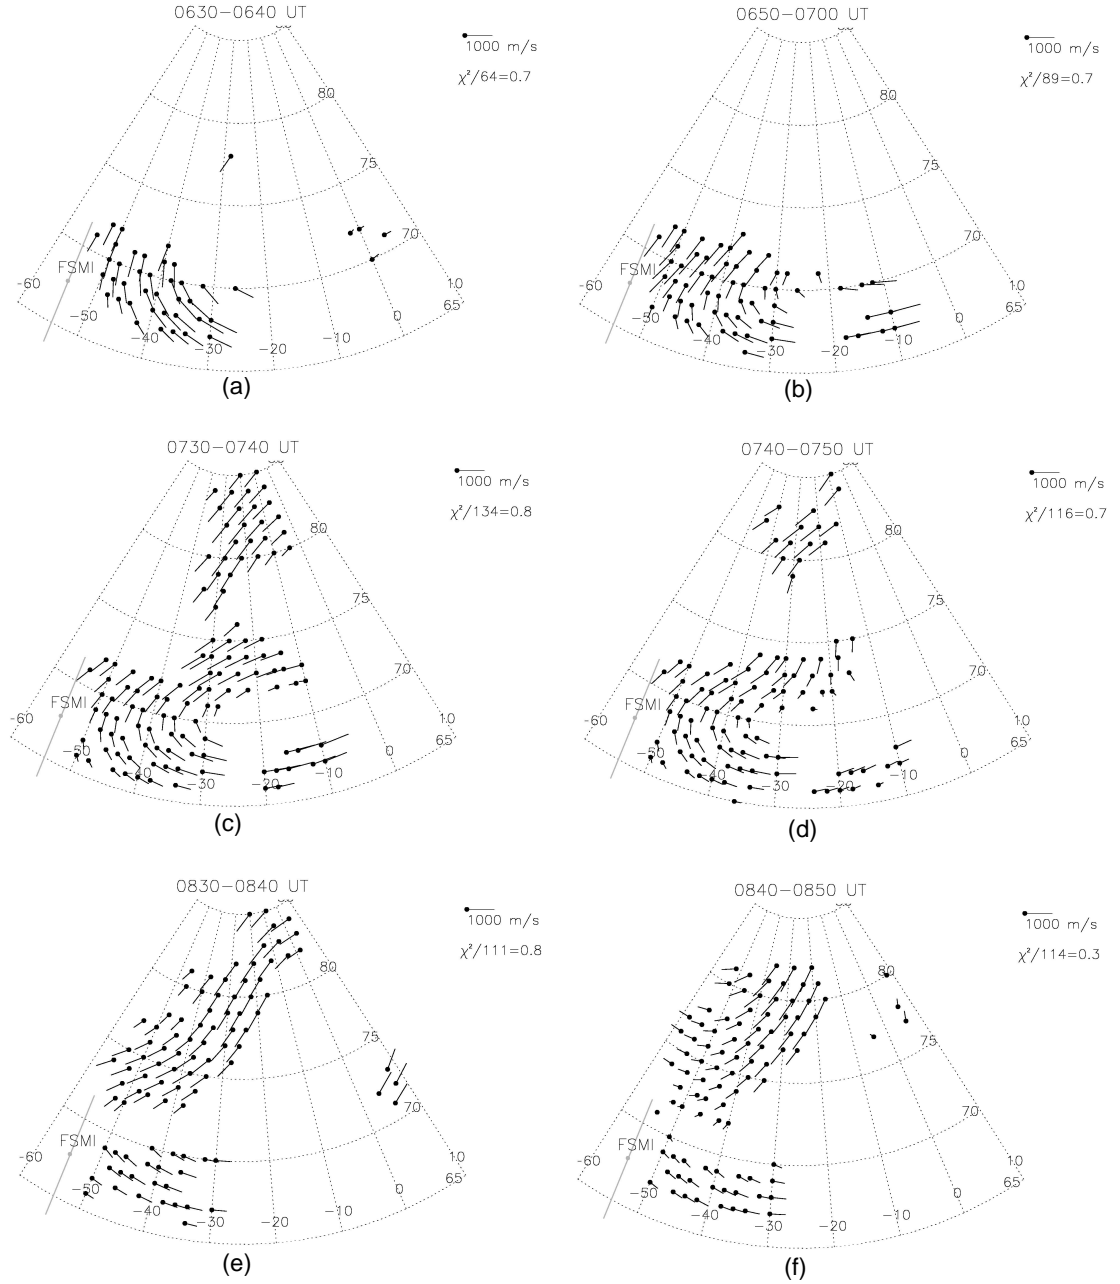 0630−0640 UT
1000 m/s
χ²/64=0.7
80
75
70
FSMI
-60
10
65
−50
0
−40
−10
−30
−20
(a)
0650−0700 UT
1000 m/s
χ²/89=0.7
80
75
70
FSMI
-60
10
65
−50
0
−10
−40
−30
−20
(b)
0730−0740 UT
1000 m/s
χ²/134=0.8
80
75
70
FSMI
-60
10
65
−50
0
−40
−10
−30
−20
(c)
0740−0750 UT
1000 m/s
χ²/116=0.7
80
75
70
FSMI
-60
10
65
−50
0
−40
−10
−30
−20
(d)
0830−0840 UT
1000 m/s
χ²/111=0.8
80
75
70
FSMI
-60
10
65
−50
0
−40
−10
−30
−20
(e)
0840−0850 UT
1000 m/s
χ²/114=0.3
80
75
70
FSMI
-60
10
65
−50
0
−40
−10
−30
−20
(f)